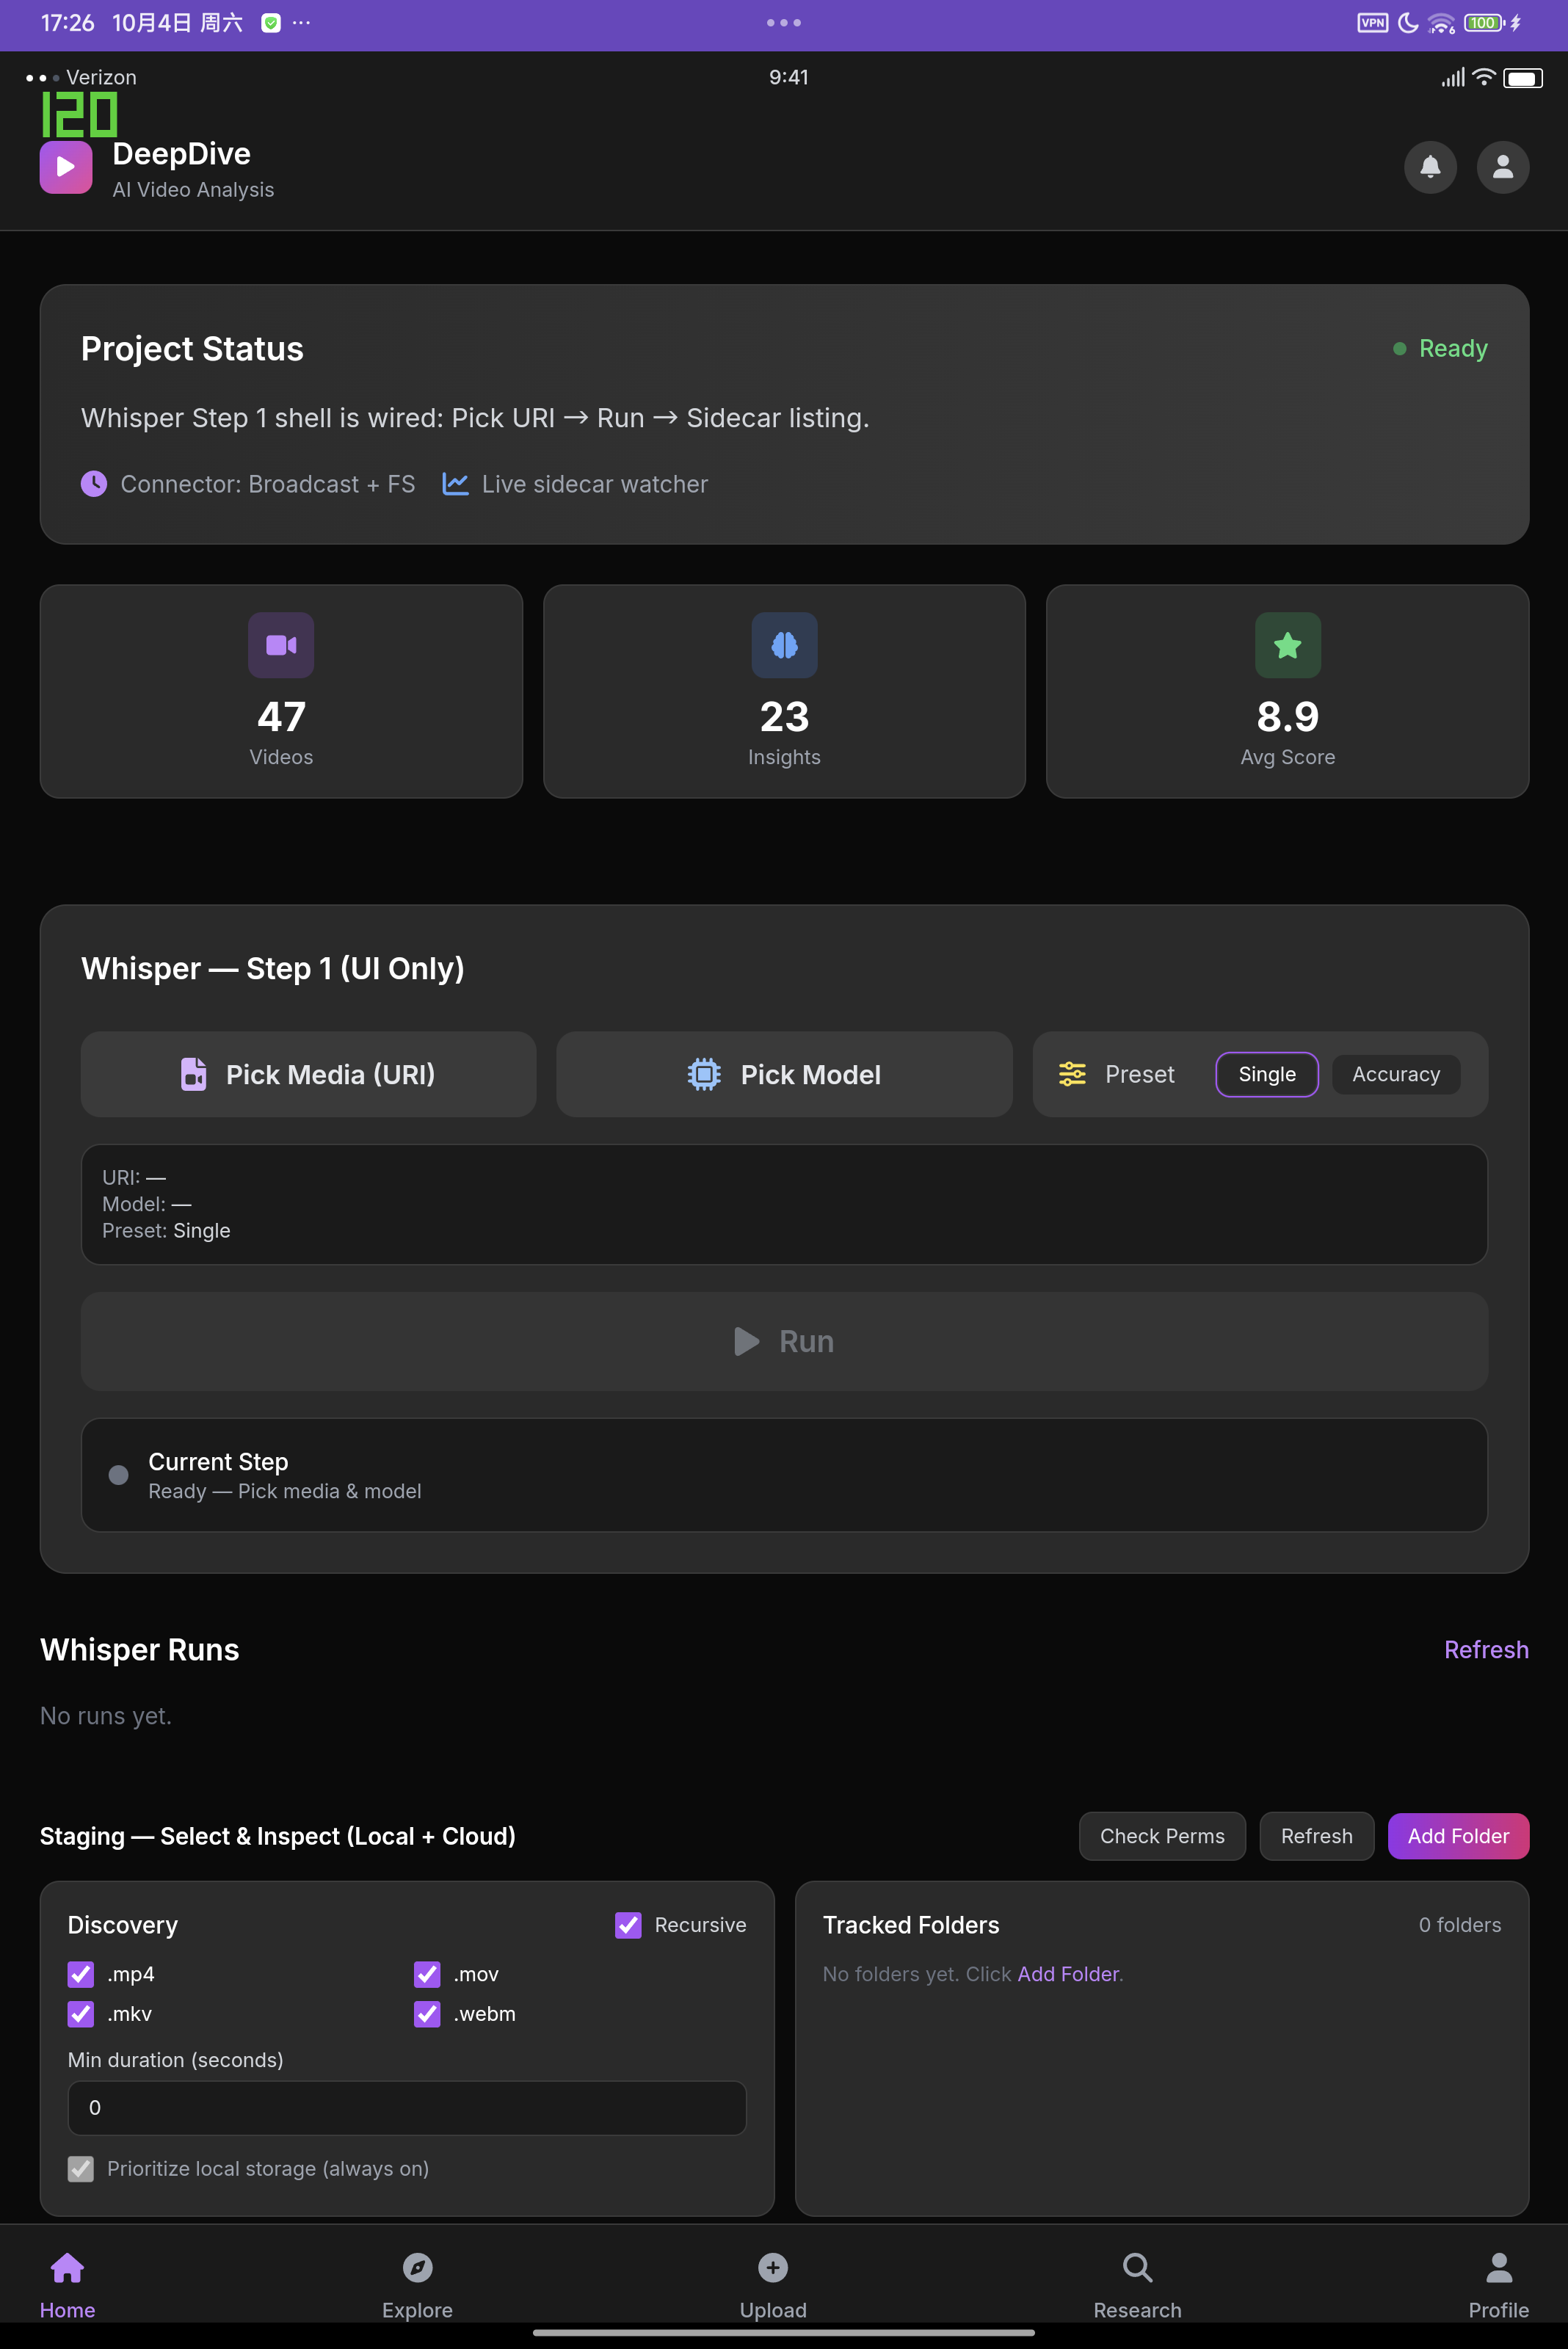 17:26 10月4日 周六 ...
VPN 6 100
Verizon 9:41
120
DeepDive
AI Video Analysis
Project Status Ready
Whisper Step 1 shell is wired: Pick URI → Run → Sidecar listing.
Connector: Broadcast + FS Live sidecar watcher
47 23 8.9
Videos Insights Avg Score
Whisper — Step 1 (UI Only)
Pick Media (URI) Pick Model Preset Single Accuracy
URI: —
Model: —
Preset: Single
Run
Current Step
Ready — Pick media & model
Whisper Runs Refresh
No runs yet.
Staging — Select & Inspect (Local + Cloud) Check Perms Refresh Add Folder
Discovery Recursive
.mp4 .mov
.mkv .webm
Min duration (seconds)
0
Prioritize local storage (always on)
Tracked Folders 0 folders
No folders yet. Click Add Folder.
Home Explore Upload Research Profile